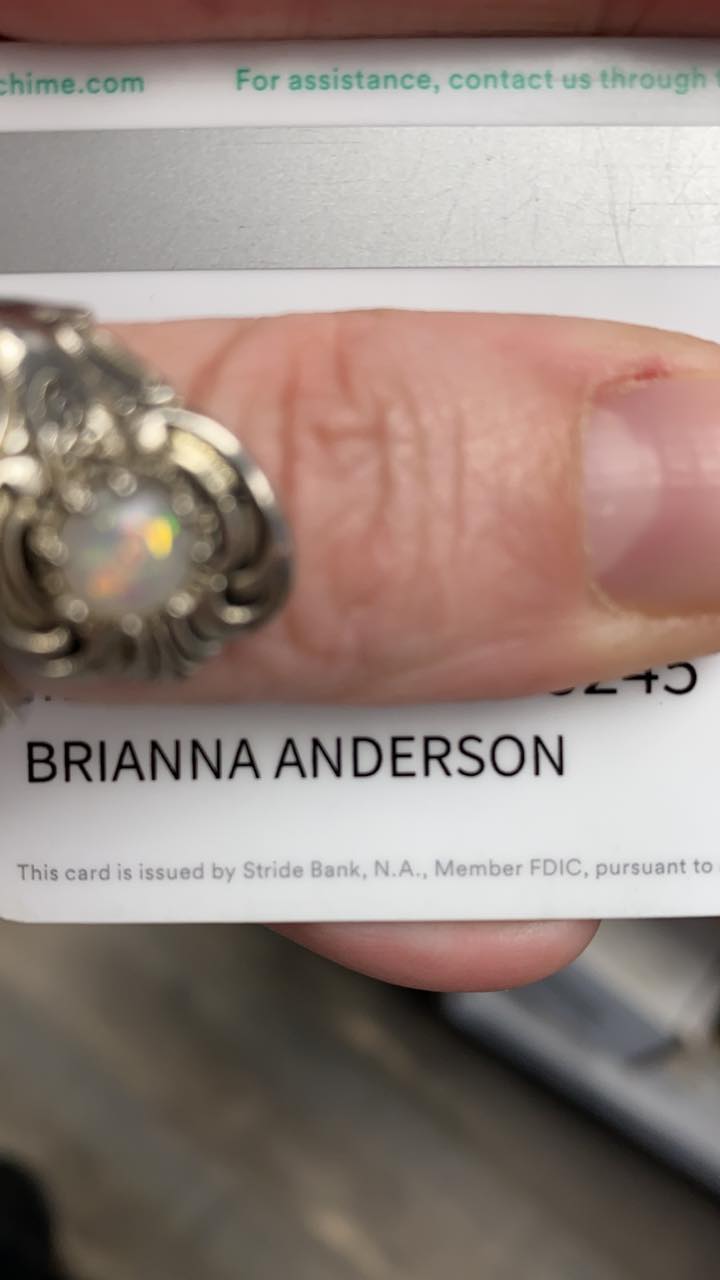 chime.com
For assistance, contact us through
245
BRIANNA ANDERSON
This card is issued by Stride Bank, N.A., Member FDIC, pursuant to